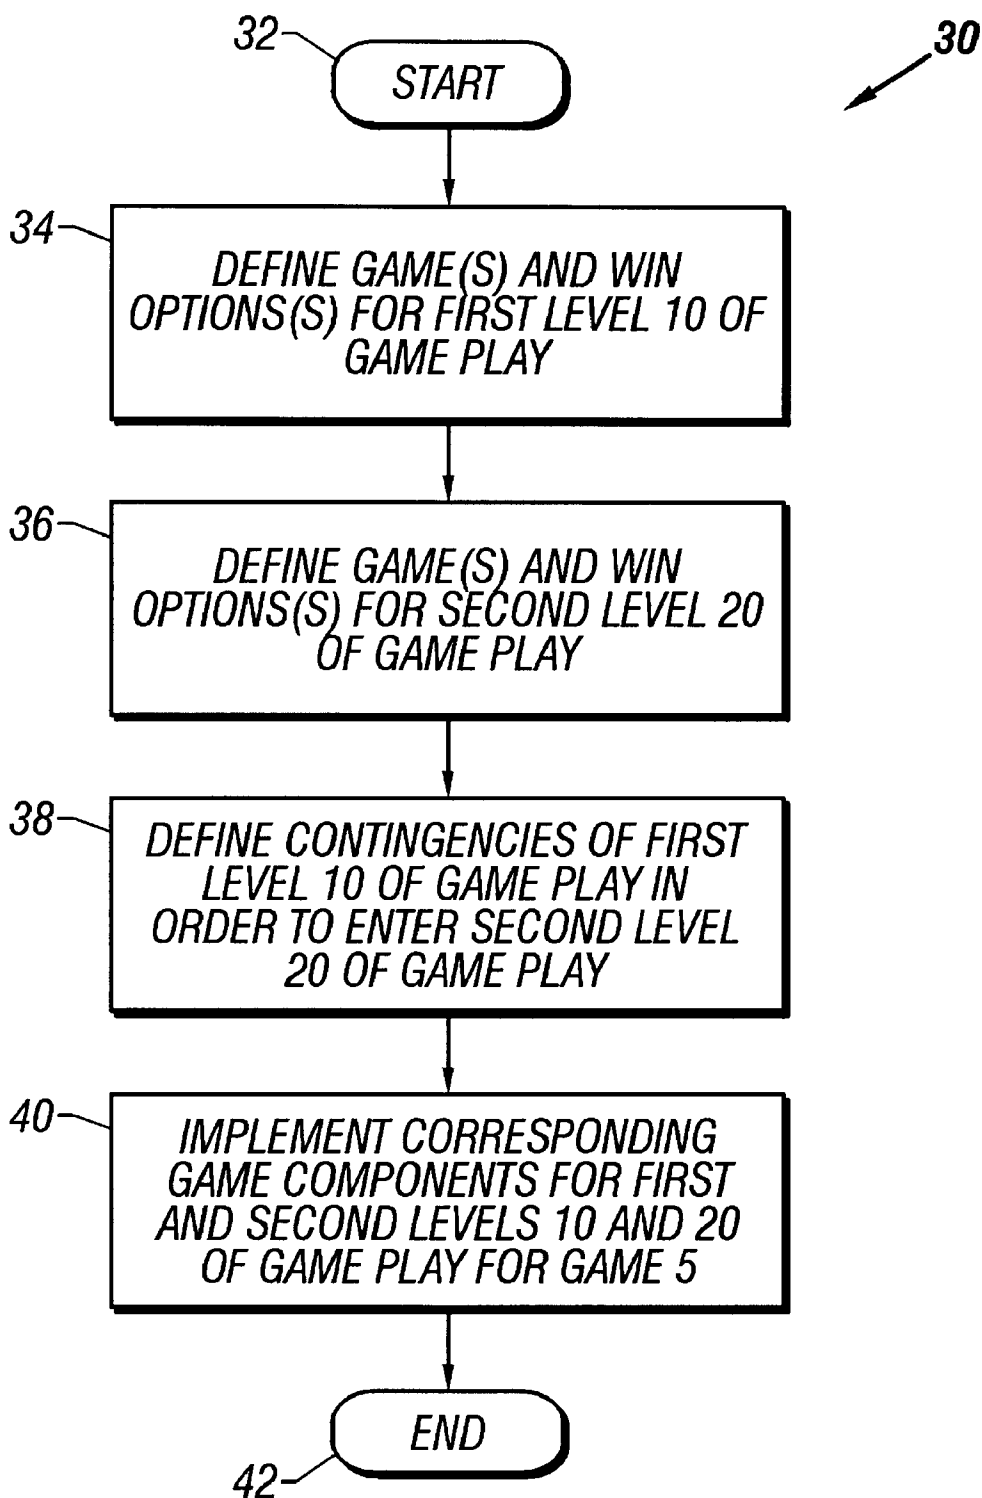 32
30
START
34
DEFINE GAME(S) AND WIN
OPTIONS(S) FOR FIRST LEVEL 10 OF
GAME PLAY
36
DEFINE GAME(S) AND WIN
OPTIONS(S) FOR SECOND LEVEL 20
OF GAME PLAY
38
DEFINE CONTINGENCIES OF FIRST
LEVEL 10 OF GAME PLAY IN
ORDER TO ENTER SECOND LEVEL
20 OF GAME PLAY
40
IMPLEMENT CORRESPONDING
GAME COMPONENTS FOR FIRST
AND SECOND LEVELS 10 AND 20
OF GAME PLAY FOR GAME 5
END
42